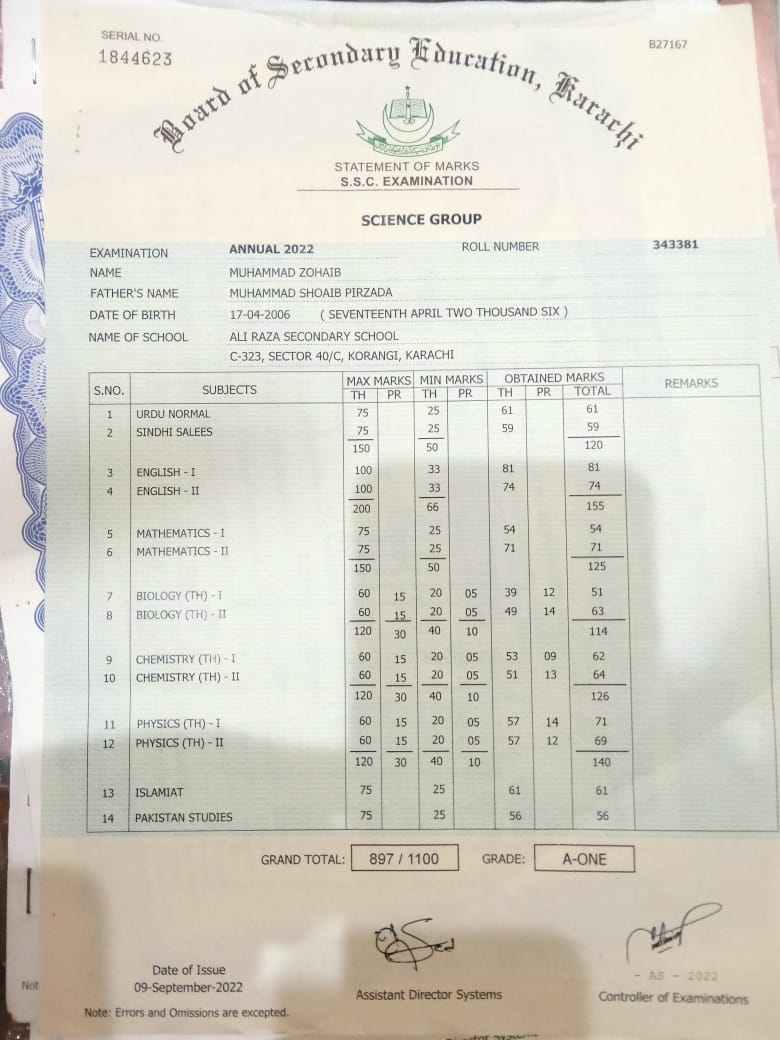 SERIAL NO.
1844623
B27167
Board of Secondary Education, Karachi
STATEMENT OF MARKS
S.S.C. EXAMINATION
SCIENCE GROUP
EXAMINATION ANNUAL 2022 ROLL NUMBER 343381
NAME MUHAMMAD ZOHAIB
FATHER'S NAME MUHAMMAD SHOAIB PIRZADA
DATE OF BIRTH 17-04-2006 ( SEVENTEENTH APRIL TWO THOUSAND SIX )
NAME OF SCHOOL ALI RAZA SECONDARY SCHOOL
C-323, SECTOR 40/C, KORANGI, KARACHI
S.NO. SUBJECTS MAX MARKS MIN MARKS OBTAINED MARKS REMARKS
TH PR TH PR TH PR TOTAL
1 URDU NORMAL 75 25 61 61
2 SINDHI SALEES 75 25 59 59
150 50 120
3 ENGLISH - I 100 33 81 81
4 ENGLISH - II 100 33 74 74
200 66 155
5 MATHEMATICS - I 75 25 54 54
6 MATHEMATICS - II 75 25 71 71
150 50 125
7 BIOLOGY (TH) - I 60 15 20 05 39 12 51
8 BIOLOGY (TH) - II 60 15 20 05 49 14 63
120 30 40 10 114
9 CHEMISTRY (TH) - I 60 15 20 05 53 09 62
10 CHEMISTRY (TH) - II 60 15 20 05 51 13 64
120 30 40 10 126
11 PHYSICS (TH) - I 60 15 20 05 57 14 71
12 PHYSICS (TH) - II 60 15 20 05 57 12 69
120 30 40 10 140
13 ISLAMIAT 75 25 61 61
14 PAKISTAN STUDIES 75 25 56 56
GRAND TOTAL: 897 / 1100 GRADE: A-ONE
Date of Issue
09-September-2022
Assistant Director Systems
- AS - 2022
Controller of Examinations
Not
Note: Errors and Omissions are excepted.